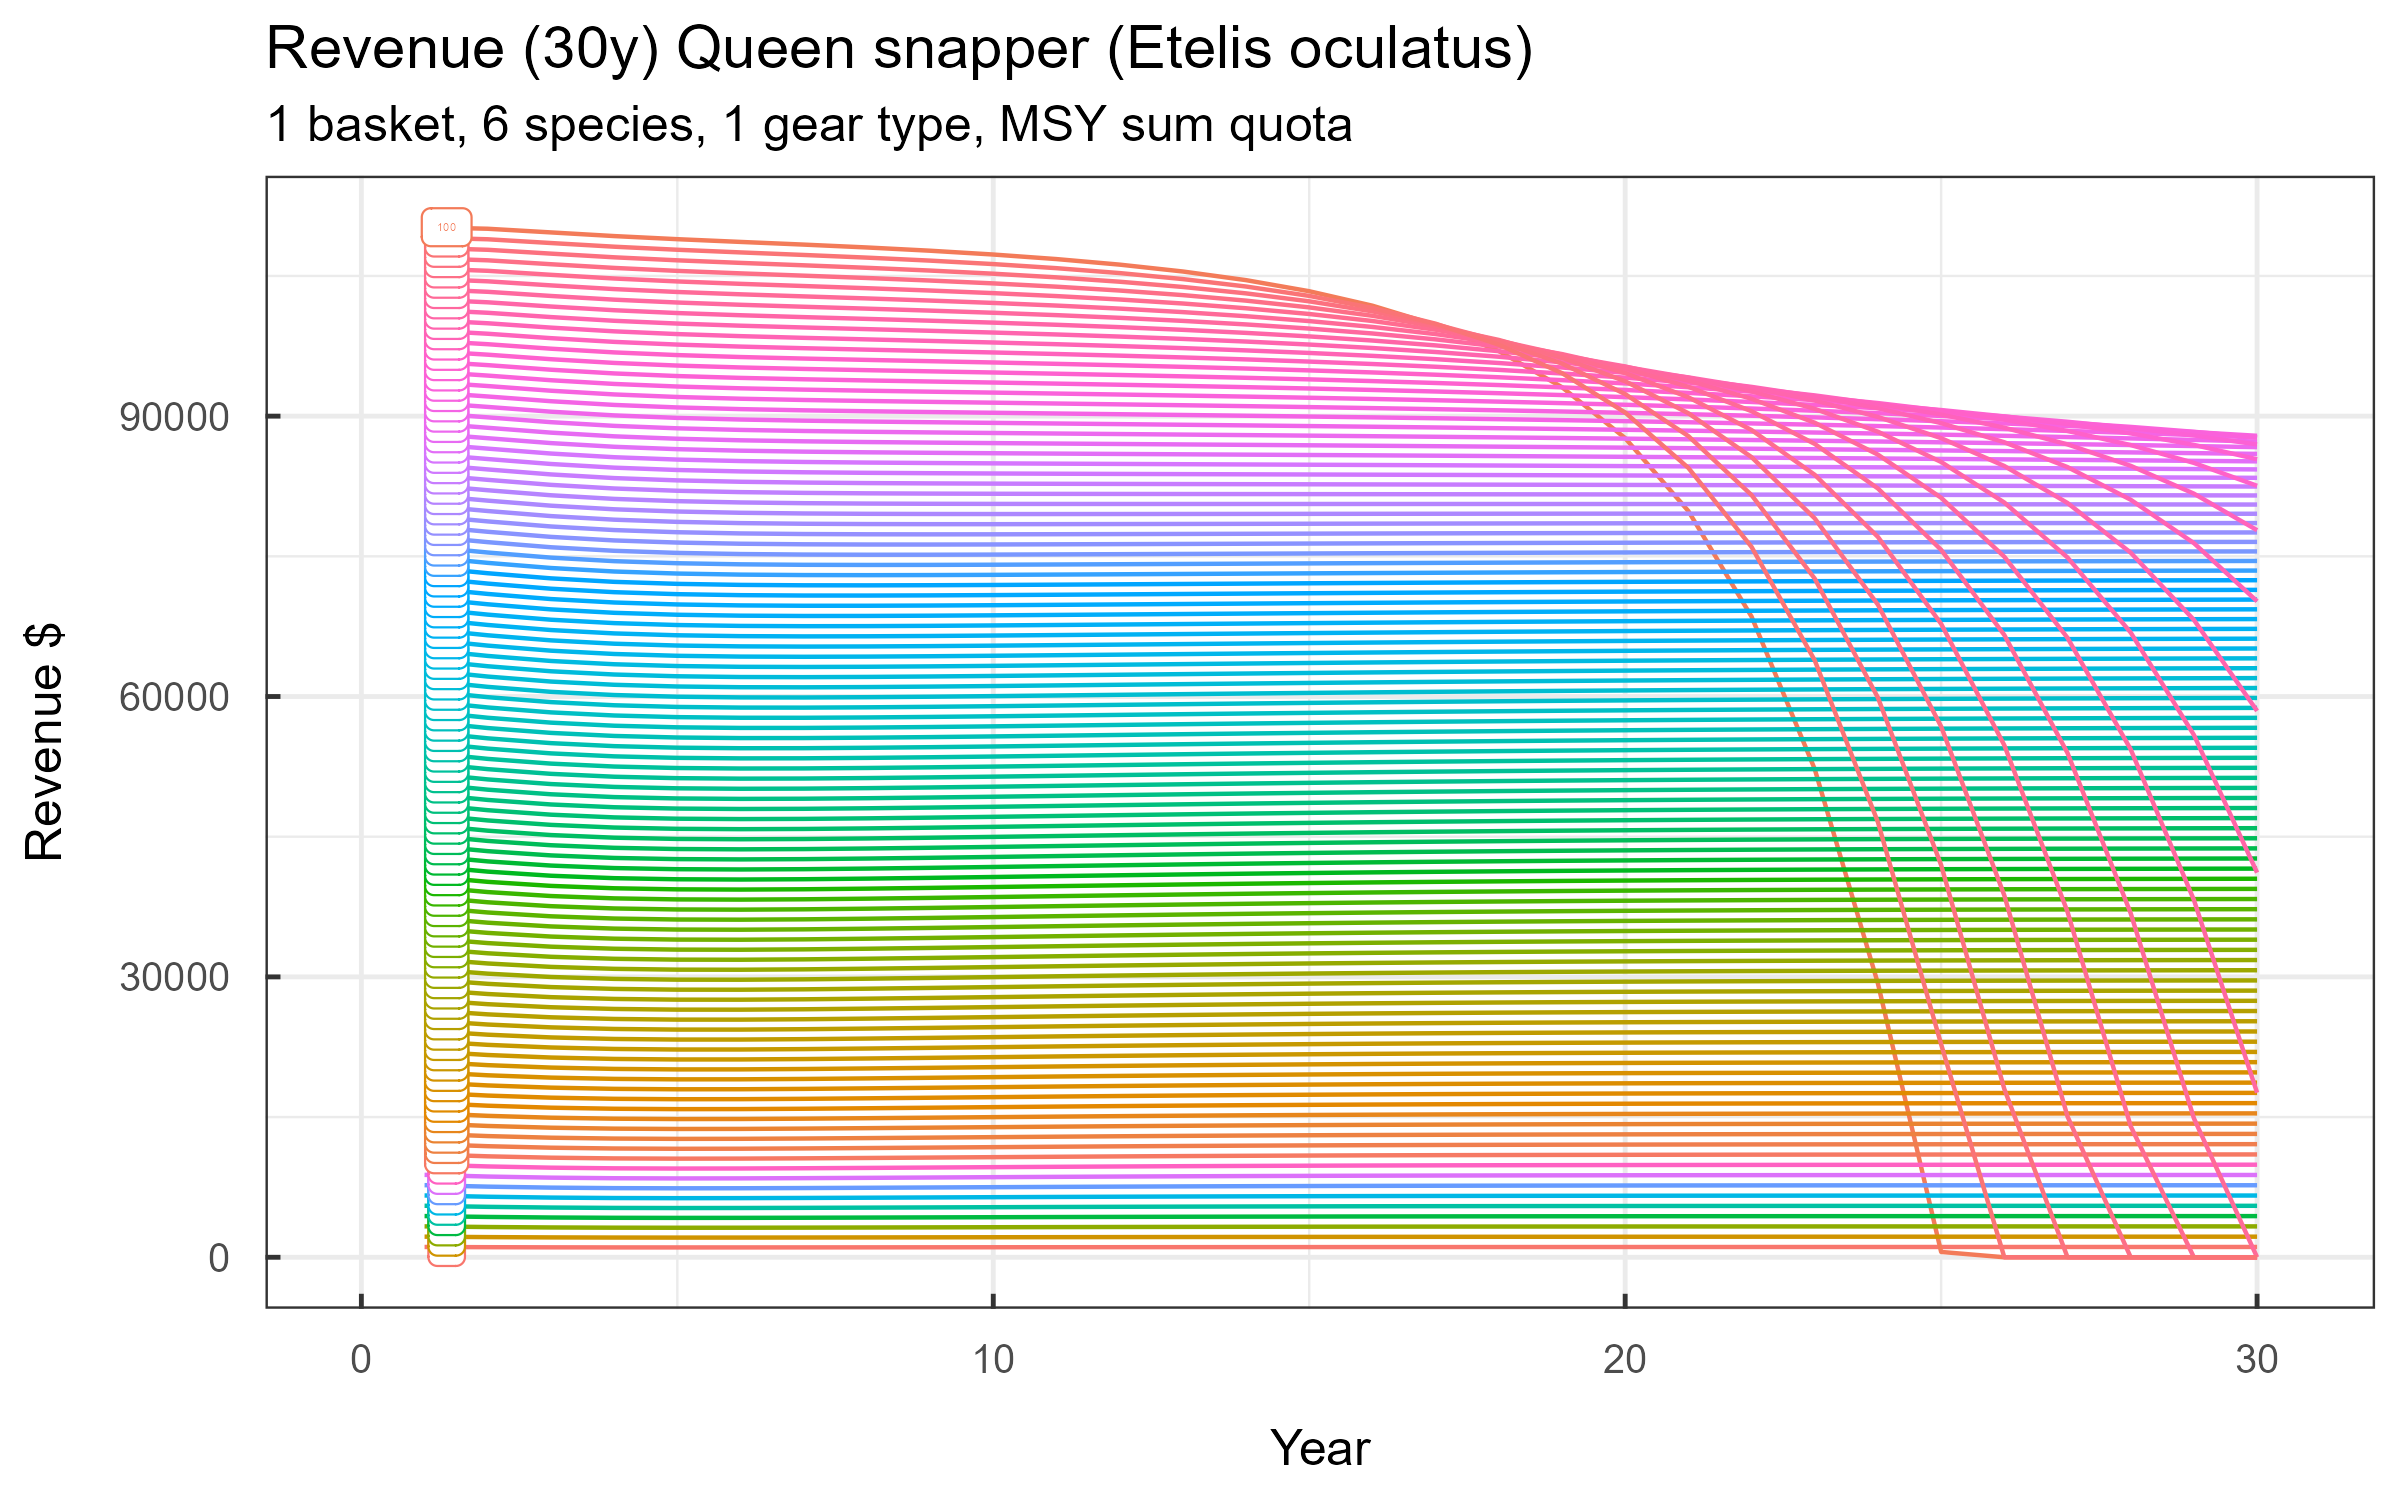 Revenue (30y) Queen snapper (Etelis oculatus)
1 basket, 6 species, 1 gear type, MSY sum quota
100
90000
60000
30000
0
Revenue $
0 10 20 30
Year